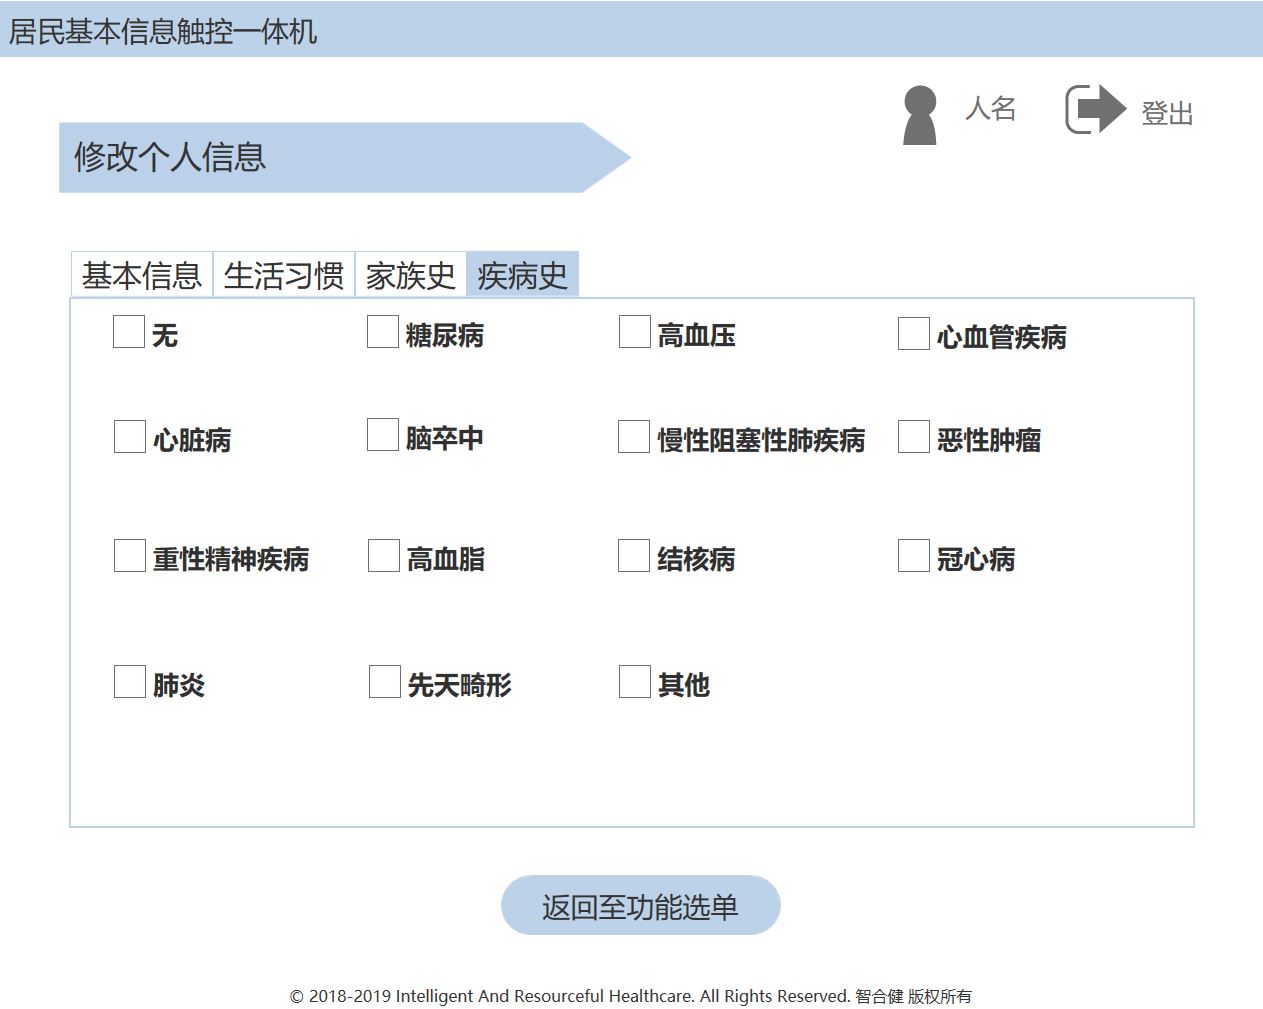 居民基本信息触控一体机
人名
登出
修改个人信息
基本信息 生活习惯 家族史 疾病史
无 糖尿病 高血压 心血管疾病
心脏病 脑卒中 慢性阻塞性肺疾病 恶性肿瘤
重性精神疾病 高血脂 结核病 冠心病
肺炎 先天畸形 其他
返回至功能选单
© 2018-2019 Intelligent And Resourceful Healthcare. All Rights Reserved. 智合健 版权所有